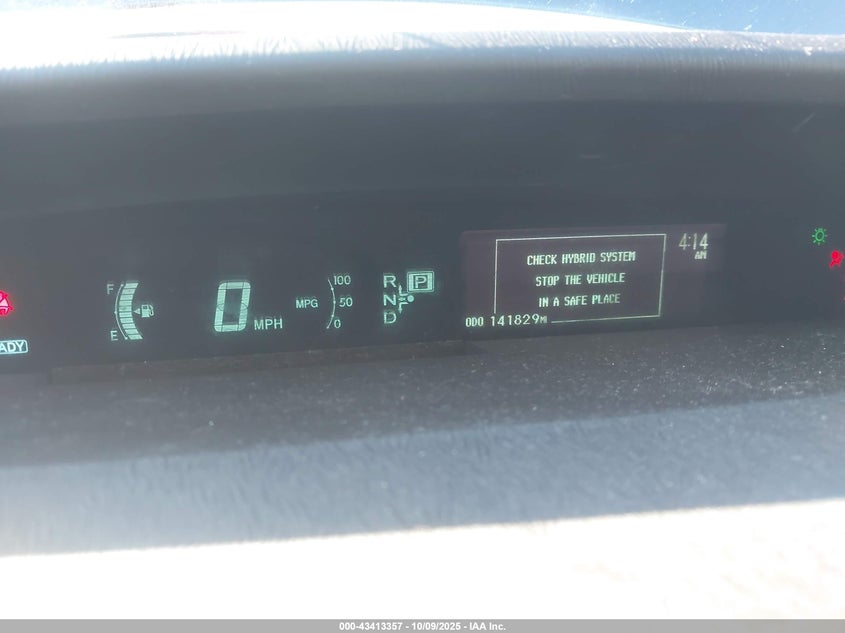 F
E
0 MPH
MPG
100
50
0
R
N
D
P
CHECK HYBRID SYSTEM
STOP THE VEHICLE
IN A SAFE PLACE
4:14
AM
ODO 141829MI
000-43413357 - 10/09/2025 - IAA Inc.